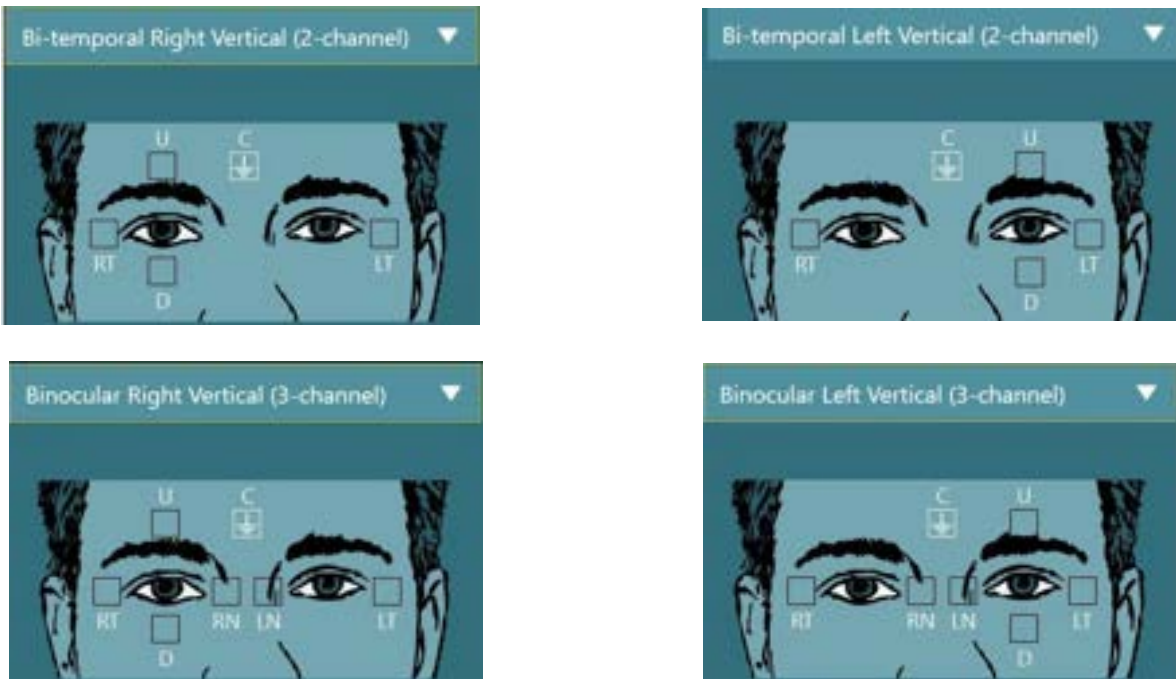 Bi-temporal Right Vertical (2-channel)
U C
RT LT
D
Bi-temporal Left Vertical (2-channel)
C U
RT LT
D
Binocular Right Vertical (3-channel)
U C
RT RN LN LT
D
Binocular Left Vertical (3-channel)
C U
RT RN LN LT
D